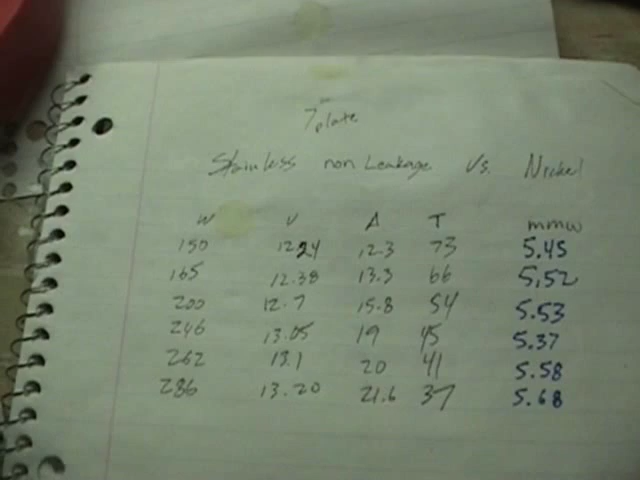 7 plate
Stainless non Leakage Vs. Nickel
W V A T mmw
150 12.24 12.3 73 5.45
165 12.38 13.3 66 5.52
200 12.7 15.8 54 5.53
246 13.05 19 45 5.37
262 13.1 20 41 5.58
286 13.20 21.6 37 5.68